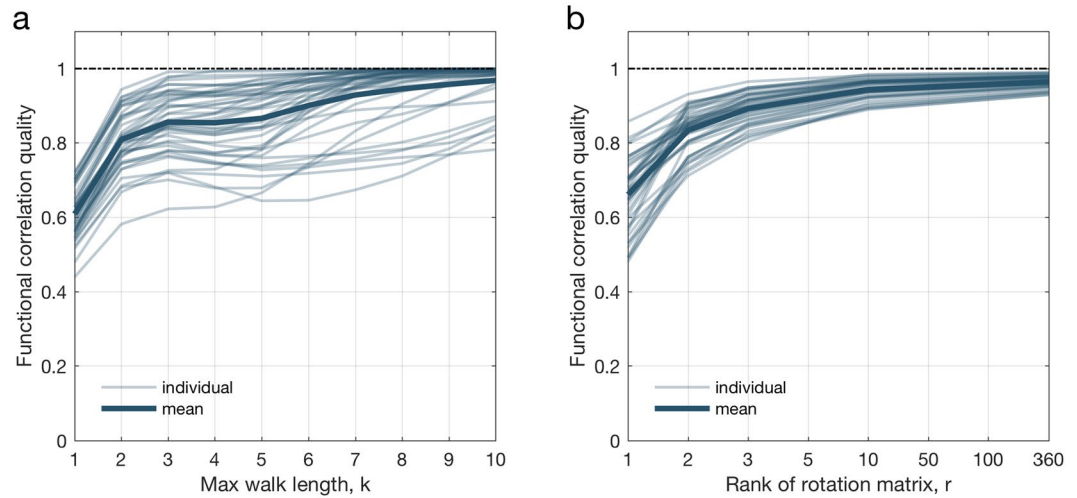 a
Functional correlation quality
1
0.8
0.6
0.4
0.2
0
individual
mean
1 2 3 4 5 6 7 8 9 10
Max walk length, k
b
Functional correlation quality
1
0.8
0.6
0.4
0.2
0
individual
mean
1 2 3 5 10 50 100 360
Rank of rotation matrix, r